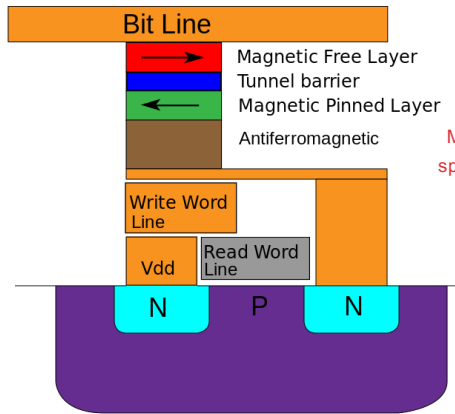 Bit Line
Magnetic Free Layer
Tunnel barrier
Magnetic Pinned Layer
Antiferromagnetic
Write Word
Line
Vdd
Read Word
Line
N
P
N